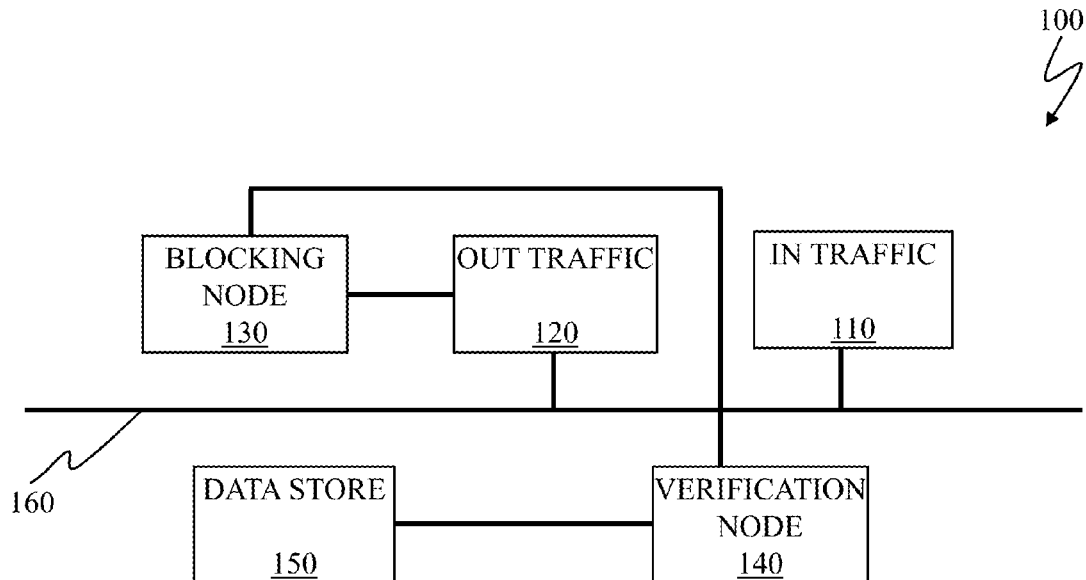 100
BLOCKING
NODE
130
OUT TRAFFIC
120
IN TRAFFIC
110
160
DATA STORE
150
VERIFICATION
NODE
140